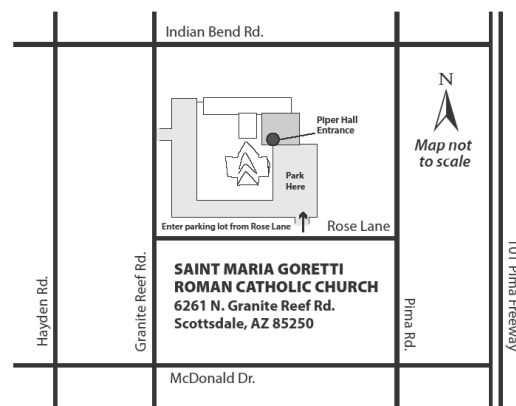 Indian Bend Rd.
N
Map not
to scale
Piper Hall
Entrance
Park
Here
Enter parking lot from Rose Lane
Rose Lane
SAINT MARIA GORETTI
ROMAN CATHOLIC CHURCH
6261 N. Granite Reef Rd.
Scottsdale, AZ 85250
Hayden Rd.
Granite Reef Rd.
Pima Rd.
101 Pima Freeway
McDonald Dr.